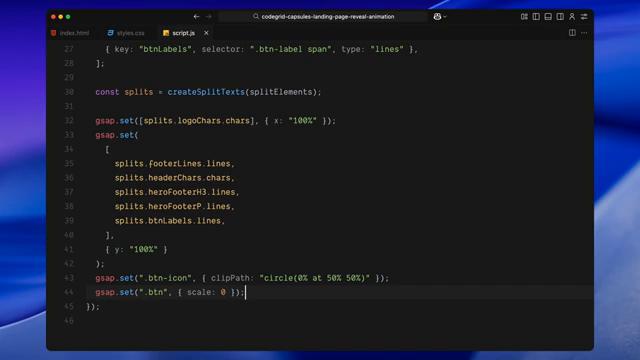 codegrid-capsules-landing-page-reveal-animation
index.html
styles.css
script.js
27 { key: "btnLabels", selector: ".btn-label span", type: "lines" },
28 ];
29
30 const splits = createSplitTexts(splitElements);
31
32 gsap.set([splits.logoChars.chars], { x: "100%" });
33 gsap.set(
34 [
35 splits.footerLines.lines,
36 splits.headerChars.chars,
37 splits.heroFooterH3.lines,
38 splits.heroFooterP.lines,
39 splits.btnLabels.lines,
40 ],
41 { y: "100%" }
42 );
43 gsap.set(".btn-icon", { clipPath: "circle(0% at 50% 50%)" });
44 gsap.set(".btn", { scale: 0 });
45 });
46